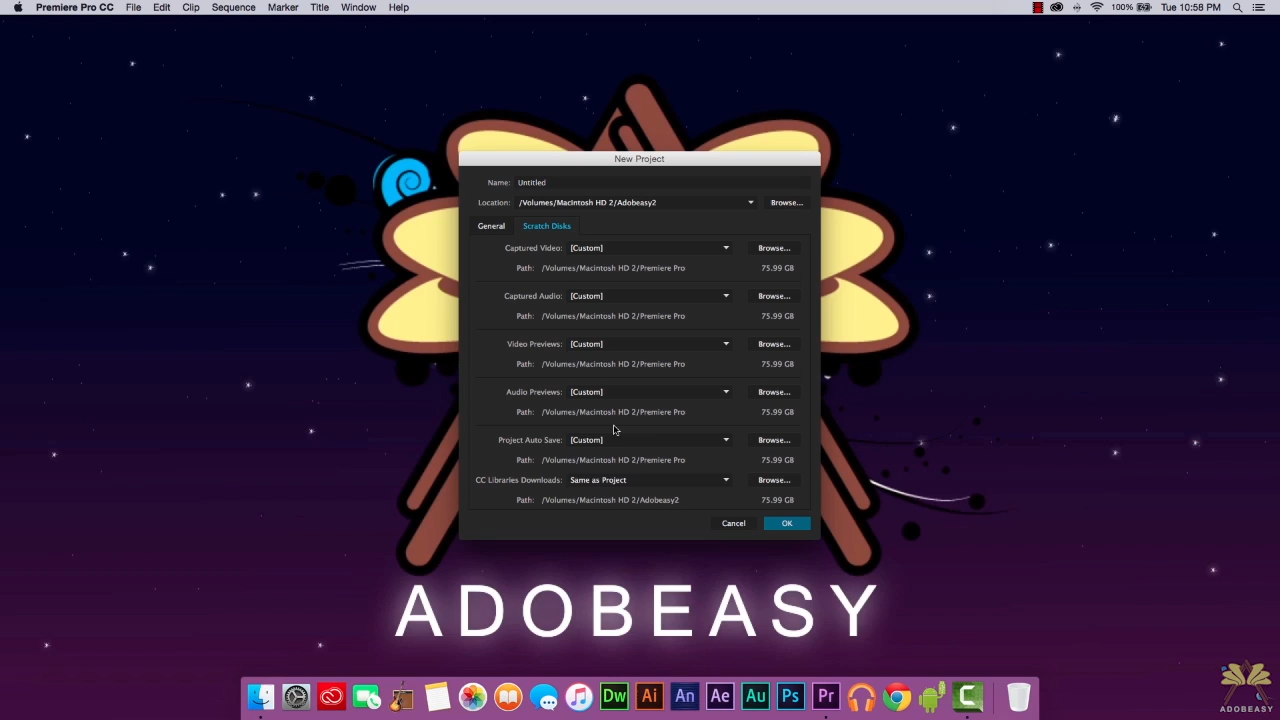 Premiere Pro CC File Edit Clip Sequence Marker Title Window Help 100% Tue 10:58 PM
New Project
Name: Untitled
Location: /Volumes/Macintosh HD 2/Adobeasy2 Browse...
General Scratch Disks
Captured Video: [Custom] Browse...
Path: /Volumes/Macintosh HD 2/Premiere Pro 75.99 GB
Captured Audio: [Custom] Browse...
Path: /Volumes/Macintosh HD 2/Premiere Pro 75.99 GB
Video Previews: [Custom] Browse...
Path: /Volumes/Macintosh HD 2/Premiere Pro 75.99 GB
Audio Previews: [Custom] Browse...
Path: /Volumes/Macintosh HD 2/Premiere Pro 75.99 GB
Project Auto Save: [Custom] Browse...
Path: /Volumes/Macintosh HD 2/Premiere Pro 75.99 GB
CC Libraries Downloads: Same as Project Browse...
Path: /Volumes/Macintosh HD 2/Adobeasy2 75.99 GB
Cancel OK
ADOBEASY
Dw Ai An Ae Au Ps Pr
ADOBEASY